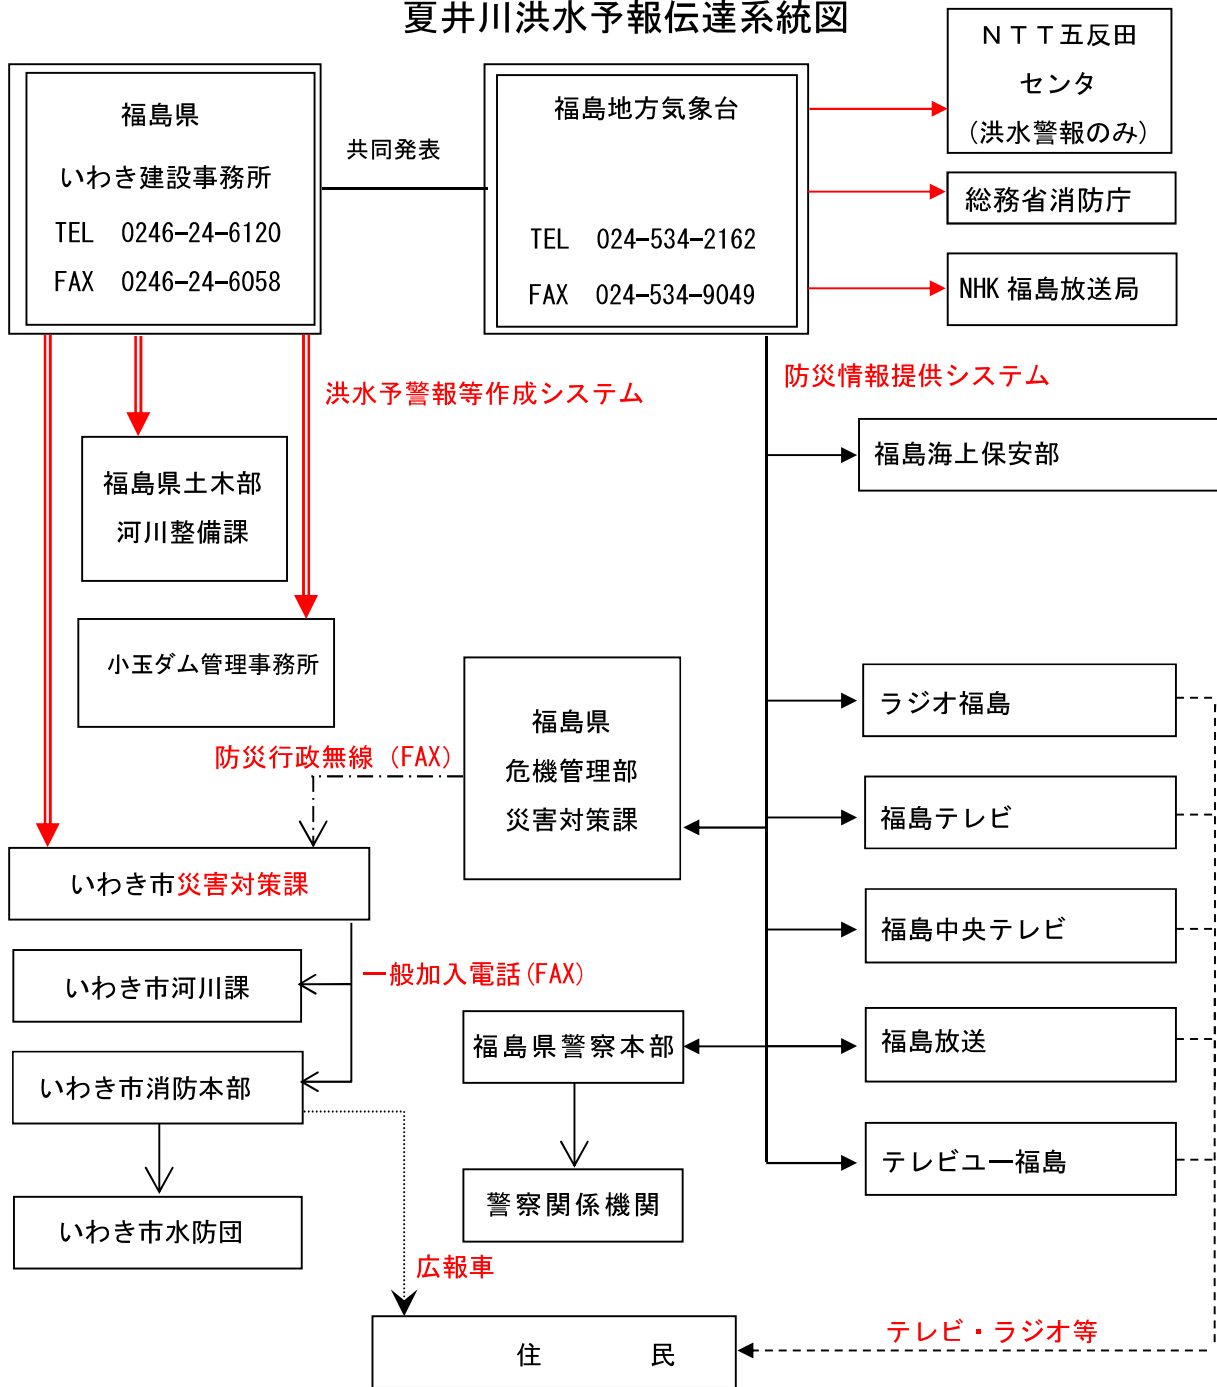 夏井川洪水予報伝達系統図
福島県
いわき建設事務所
TEL 0246-24-6120
FAX 0246-24-6058
共同発表
福島地方気象台
TEL 024-534-2162
FAX 024-534-9049
NTT五反田
センタ
(洪水警報のみ)
総務省消防庁
NHK福島放送局
洪水予警報等作成システム
防災情報提供システム
福島県土木部
河川整備課
福島海上保安部
小玉ダム管理事務所
防災行政無線(FAX)
福島県
危機管理部
災害対策課
ラジオ福島
福島テレビ
福島中央テレビ
福島放送
テレビユー福島
いわき市災害対策課
いわき市河川課
一般加入電話(FAX)
いわき市消防本部
いわき市水防団
福島県警察本部
警察関係機関
広報車
テレビ・ラジオ等
住 民